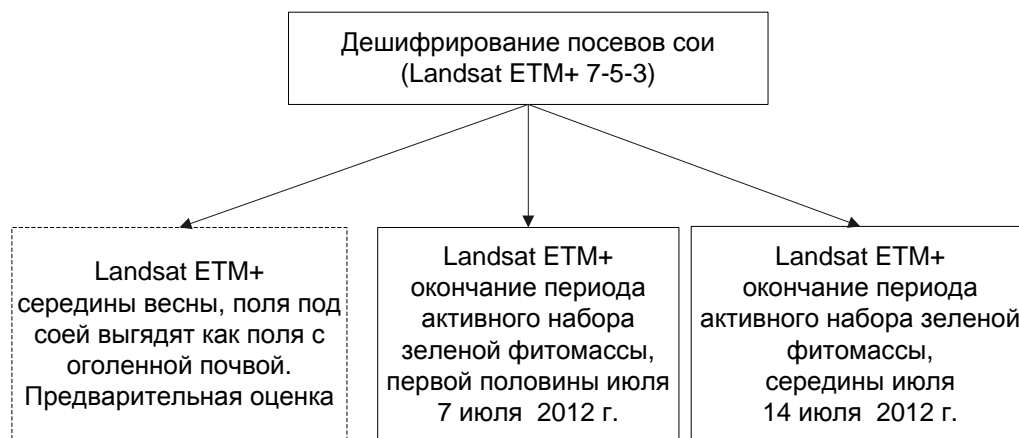 Дешифрирование посевов сои
(Landsat ETM+ 7-5-3)
Landsat ETM+
середины весны, поля под
соей выгядят как поля с
оголенной почвой.
Предварительная оценка
Landsat ETM+
окончание периода
активного набора
зеленой фитомассы,
первой половины июля
7 июля 2012 г.
Landsat ETM+
окончание периода
активного набора зеленой
фитомассы,
середины июля
14 июля 2012 г.